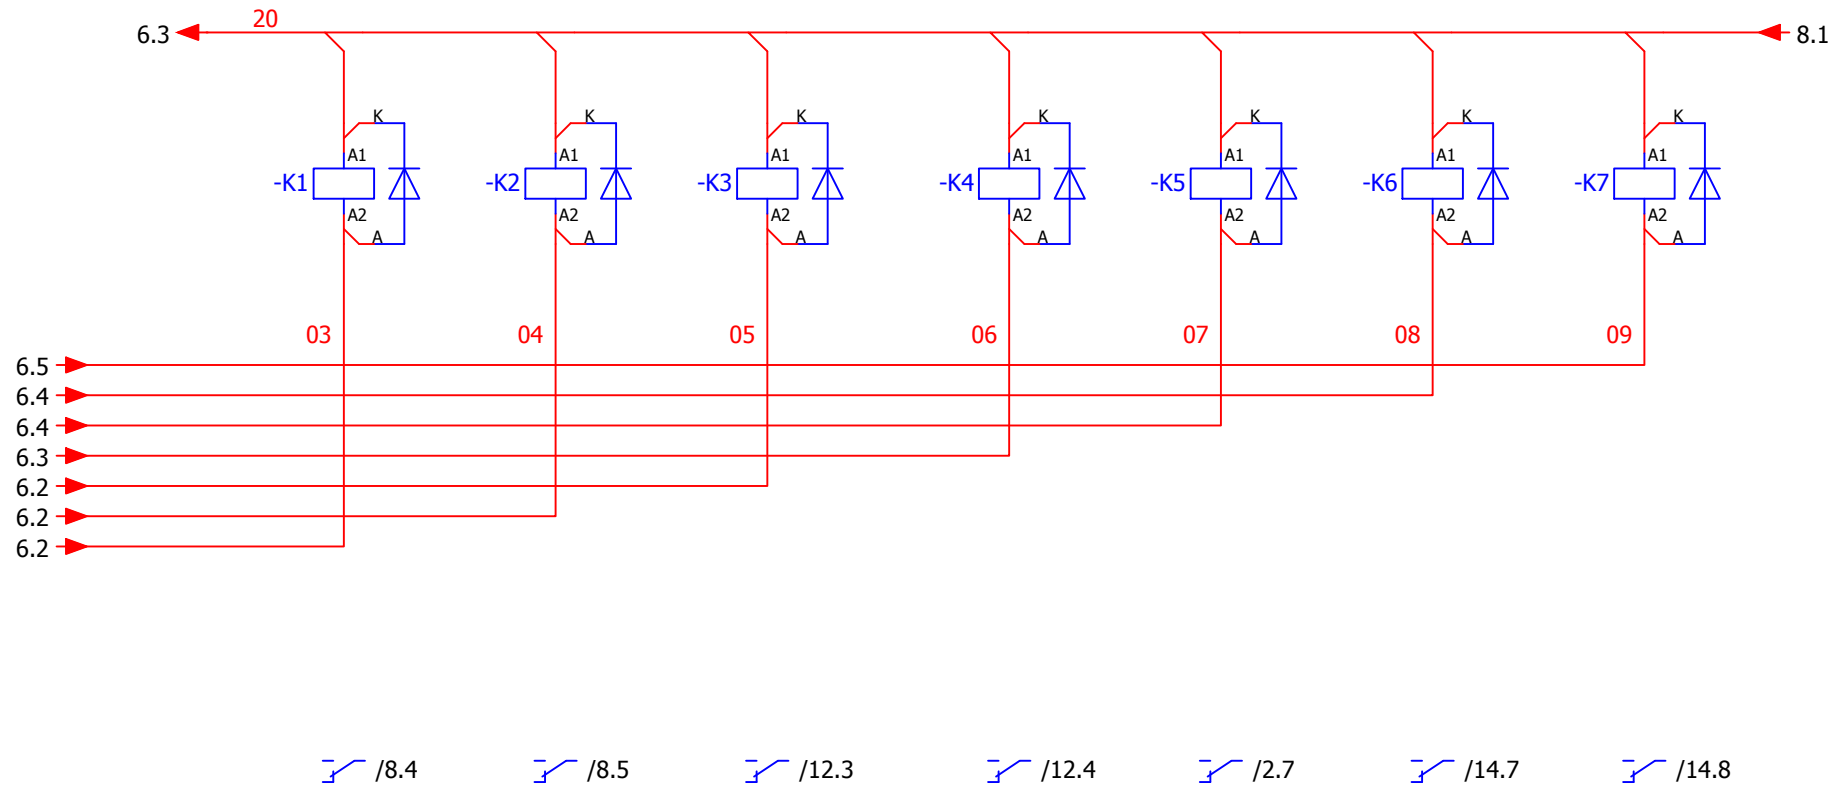 20
6.3 8.1
K K K K K K K
A1 A1 A1 A1 A1 A1 A1
-K1 -K2 -K3 -K4 -K5 -K6 -K7
A2 A2 A2 A2 A2 A2 A2
A A A A A A A
03 04 05 06 07 08 09
6.5
6.4
6.4
6.3
6.2
6.2
6.2
/8.4 /8.5 /12.3 /12.4 /2.7 /14.7 /14.8